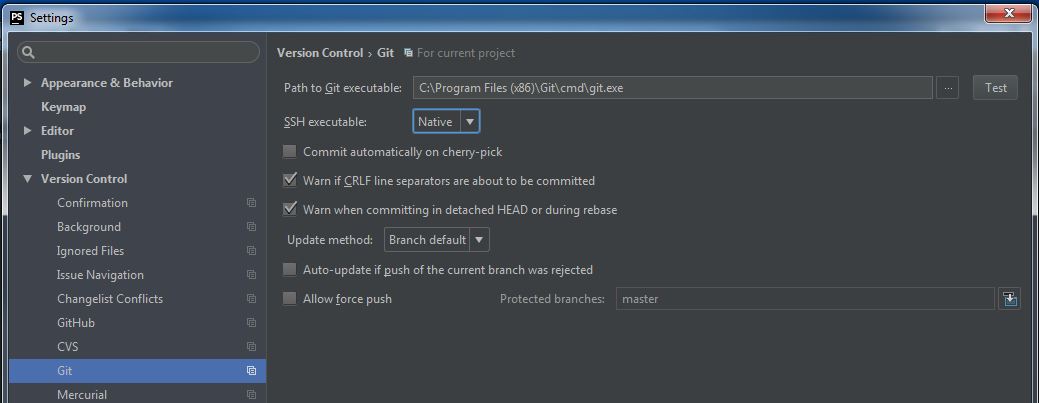 PS Settings
Version Control › Git For current project
Appearance & Behavior
Path to Git executable: C:\Program Files (x86)\Git\cmd\git.exe ... Test
Keymap
SSH executable: Native
Editor
Plugins
Commit automatically on cherry-pick
Version Control
Warn if CRLF line separators are about to be committed
Confirmation
Warn when committing in detached HEAD or during rebase
Background
Update method: Branch default
Ignored Files
Issue Navigation
Auto-update if push of the current branch was rejected
Changelist Conflicts
Allow force push Protected branches: master
GitHub
CVS
Git
Mercurial